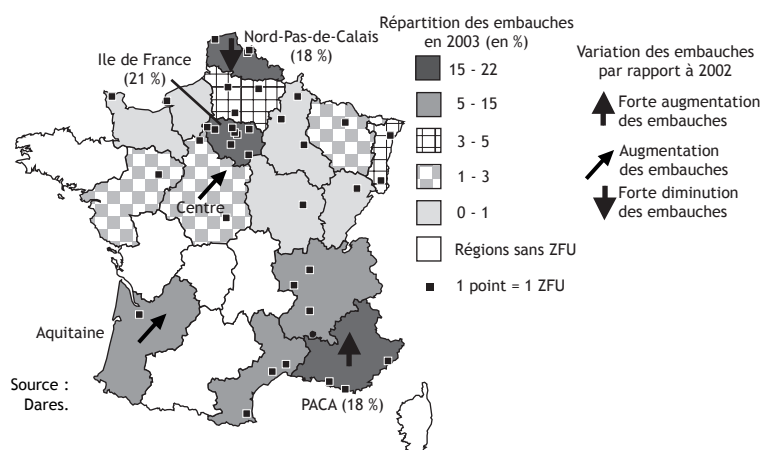 Nord-Pas-de-Calais
(18 %)
Ile de France
(21 %)
Centre
Aquitaine
PACA (18 %)
Source :
Dares.
Répartition des embauches
en 2003 (en %)
15 - 22
5 - 15
3 - 5
1 - 3
0 - 1
Régions sans ZFU
1 point = 1 ZFU
Variation des embauches
par rapport à 2002
Forte augmentation
des embauches
Augmentation
des embauches
Forte diminution
des embauches